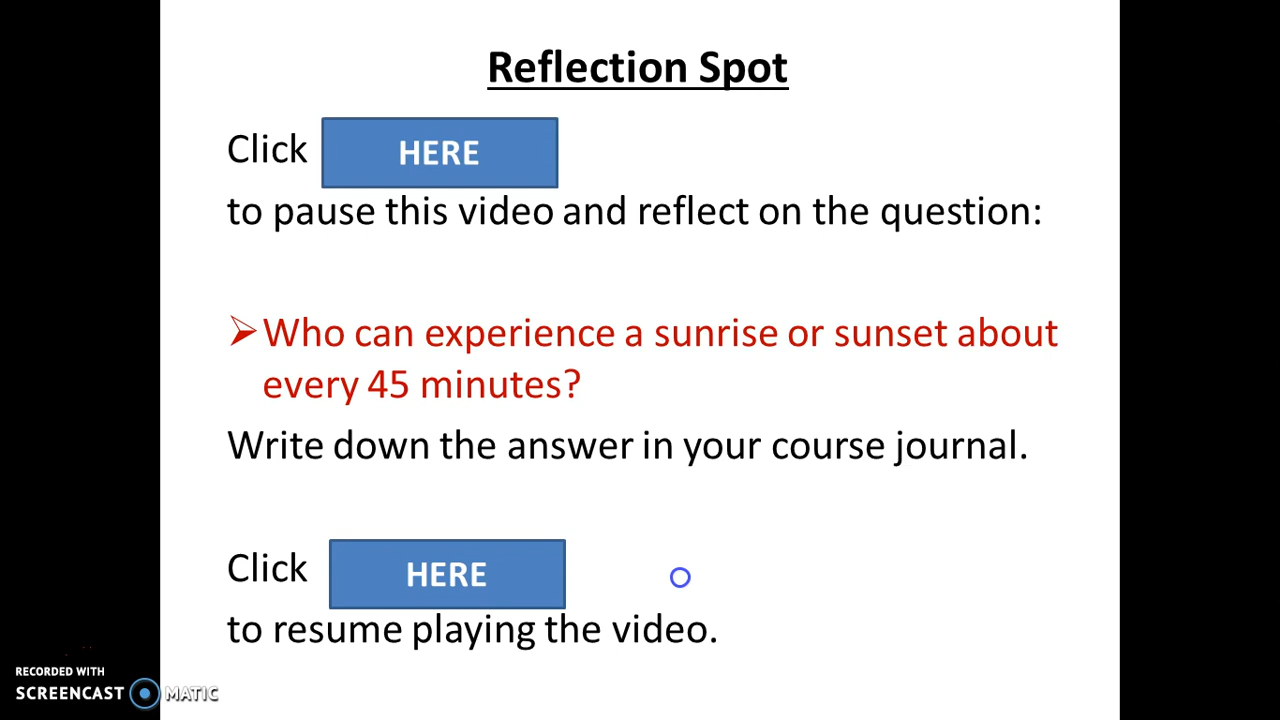 Reflection Spot
Click HERE
to pause this video and reflect on the question:
Who can experience a sunrise or sunset about
every 45 minutes?
Write down the answer in your course journal.
Click HERE
to resume playing the video.
RECORDED WITH
SCREENCAST MATIC